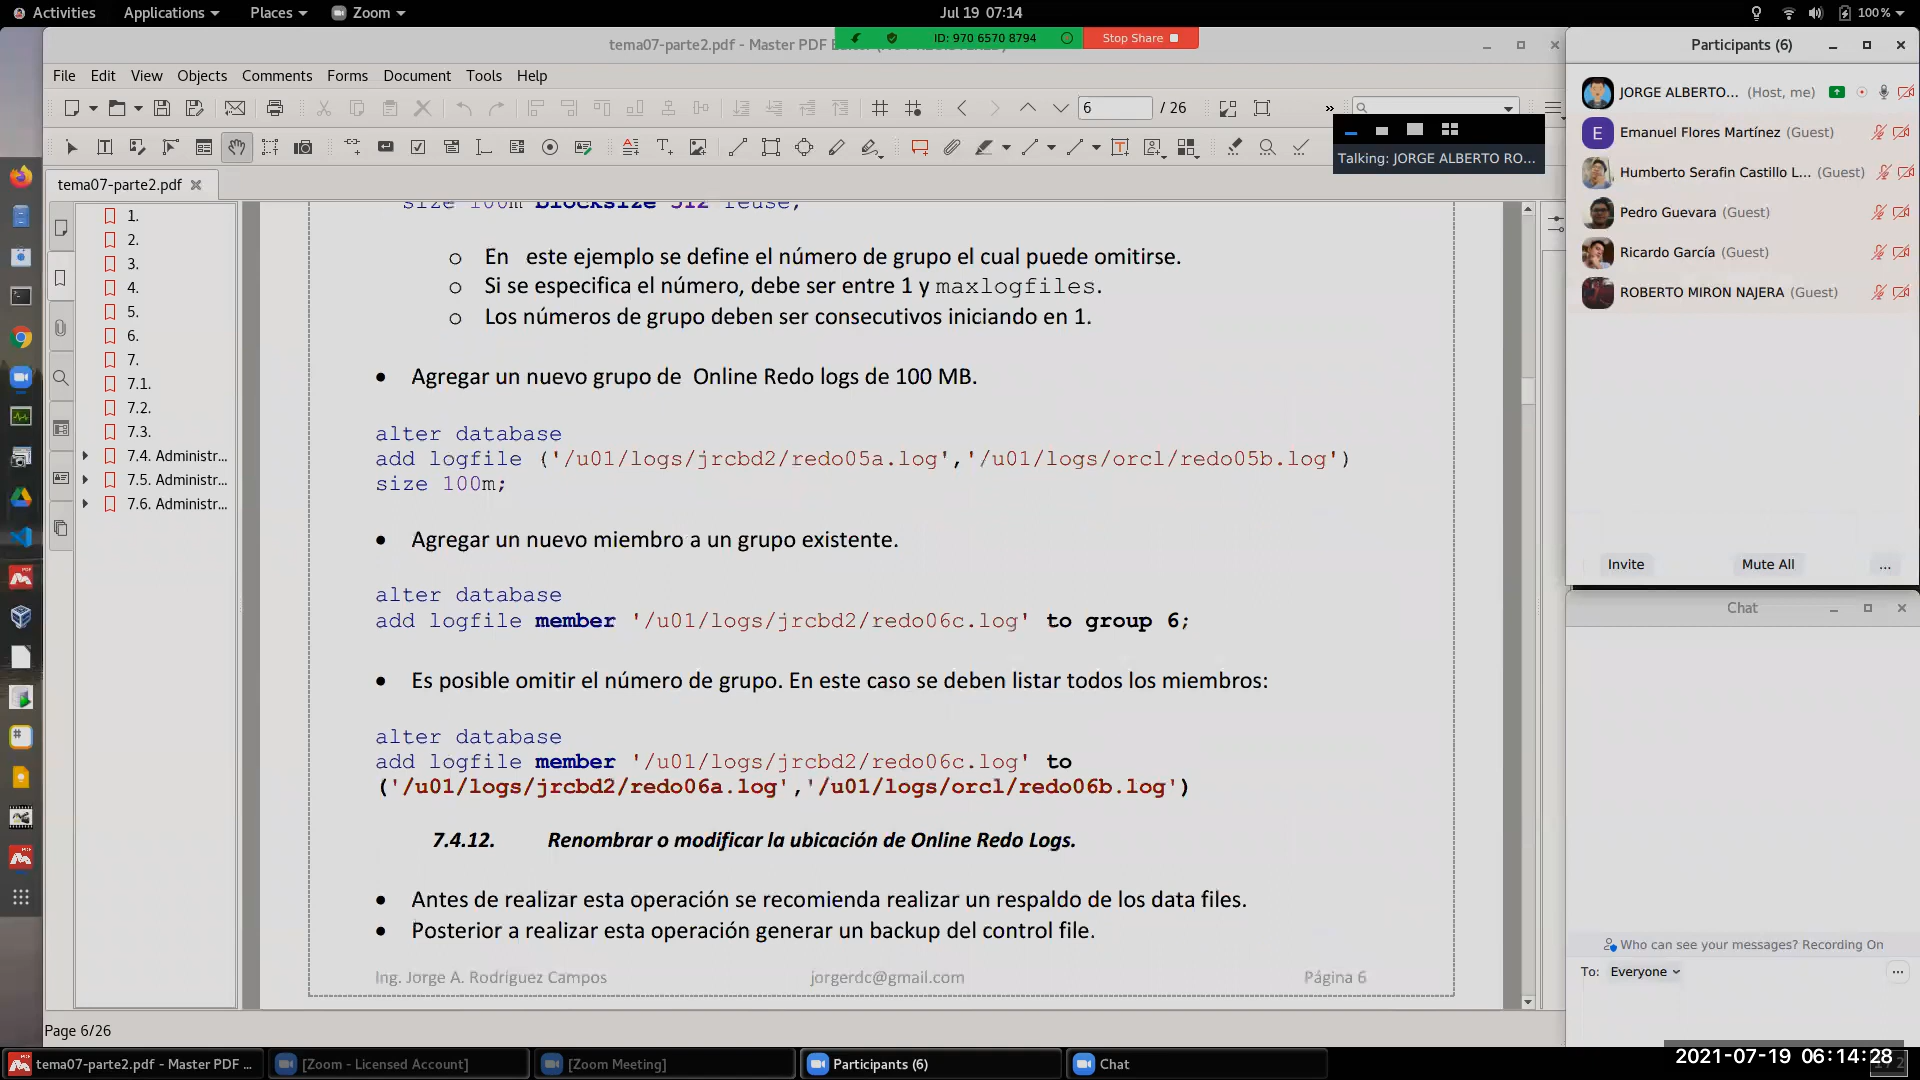 Activities Applications Places Zoom Jul 19 07:14 100%
tema07-parte2.pdf - Master PDF
ID: 970 6570 8794 Stop Share
File Edit View Objects Comments Forms Document Tools Help
6 / 26
Talking: JORGE ALBERTO RO...
tema07-parte2.pdf
1.
2.
3.
4.
5.
6.
7.
7.1.
7.2.
7.3.
7.4. Administr...
7.5. Administr...
7.6. Administr...
size 100m blocksize 512 reuse;
o En este ejemplo se define el número de grupo el cual puede omitirse.
o Si se especifica el número, debe ser entre 1 y maxlogfiles.
o Los números de grupo deben ser consecutivos iniciando en 1.
• Agregar un nuevo grupo de Online Redo logs de 100 MB.
alter database
add logfile ('/u01/logs/jrcbd2/redo05a.log','/u01/logs/orcl/redo05b.log')
size 100m;
• Agregar un nuevo miembro a un grupo existente.
alter database
add logfile member '/u01/logs/jrcbd2/redo06c.log' to group 6;
• Es posible omitir el número de grupo. En este caso se deben listar todos los miembros:
alter database
add logfile member '/u01/logs/jrcbd2/redo06c.log' to
('/u01/logs/jrcbd2/redo06a.log','/u01/logs/orcl/redo06b.log')
7.4.12. Renombrar o modificar la ubicación de Online Redo Logs.
• Antes de realizar esta operación se recomienda realizar un respaldo de los data files.
• Posterior a realizar esta operación generar un backup del control file.
Ing. Jorge A. Rodríguez Campos jorgerdc@gmail.com Página 6
Page 6/26
Participants (6)
JORGE ALBERTO... (Host, me)
E Emanuel Flores Martínez (Guest)
Humberto Serafin Castillo L... (Guest)
Pedro Guevara (Guest)
Ricardo García (Guest)
ROBERTO MIRON NAJERA (Guest)
Invite Mute All ...
Chat
Who can see your messages? Recording On
To: Everyone
tema07-parte2.pdf - Master PDF ... [Zoom - Licensed Account] [Zoom Meeting] Participants (6) Chat
2021-07-19 06:14:28